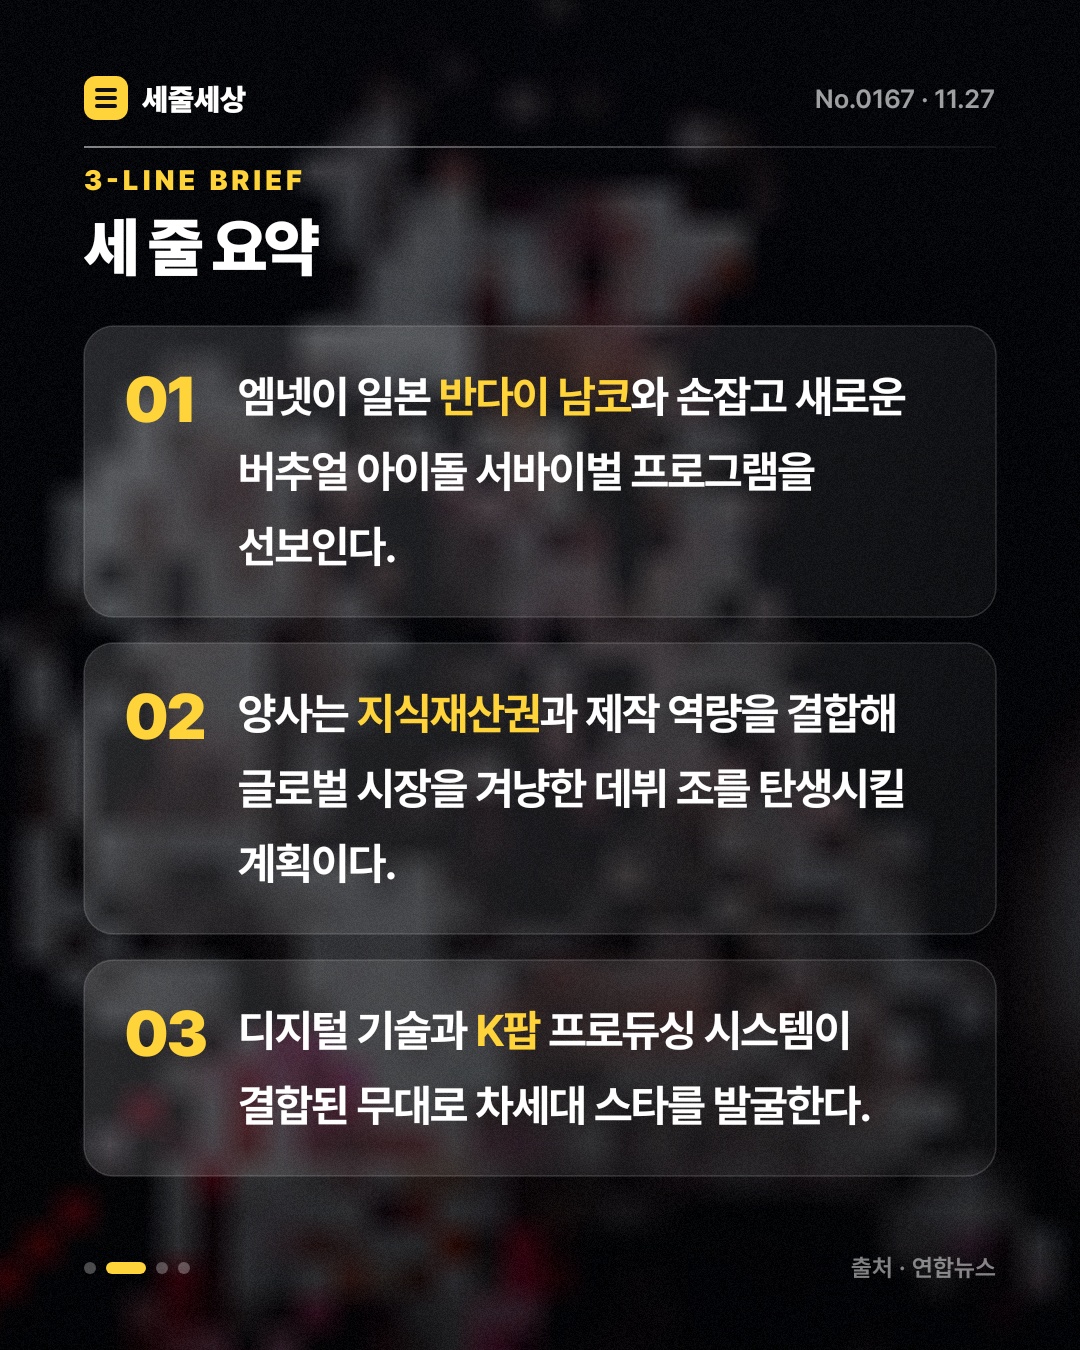 세줄세상
No.0167 · 11.27
3-LINE BRIEF
세 줄 요약
01 엠넷이 일본 반다이 남코와 손잡고 새로운
버추얼 아이돌 서바이벌 프로그램을
선보인다.
02 양사는 지식재산권과 제작 역량을 결합해
글로벌 시장을 겨냥한 데뷔 조를 탄생시킬
계획이다.
03 디지털 기술과 K팝 프로듀싱 시스템이
결합된 무대로 차세대 스타를 발굴한다.
출처 · 연합뉴스